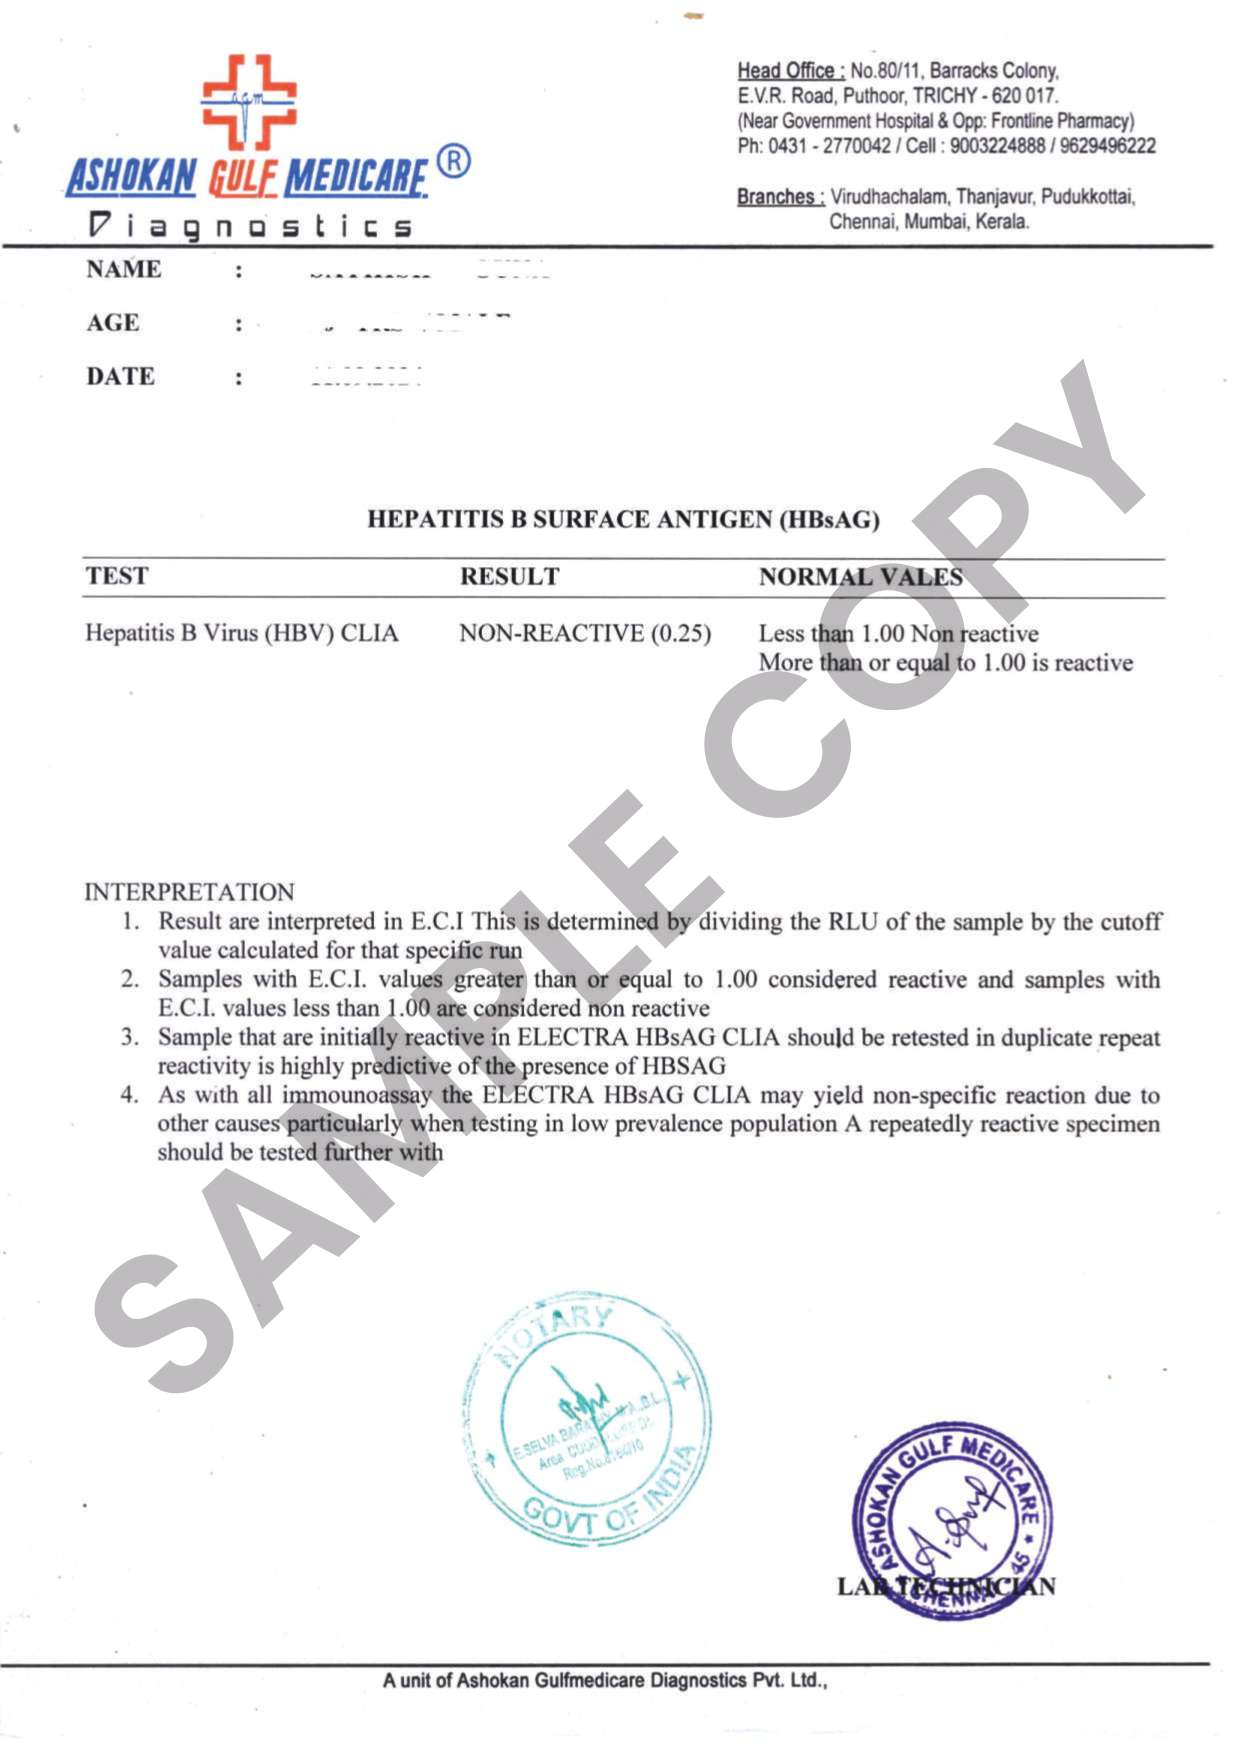 agm
ASHOKAN GULF MEDICARE ®
Diagnostics
Head Office : No.80/11, Barracks Colony,
E.V.R. Road, Puthoor, TRICHY - 620 017.
(Near Government Hospital & Opp: Frontline Pharmacy)
Ph: 0431 - 2770042 / Cell : 9003224888 / 9629496222
Branches : Virudhachalam, Thanjavur, Pudukkottai,
Chennai, Mumbai, Kerala.
NAME :
AGE :
DATE :
HEPATITIS B SURFACE ANTIGEN (HBsAG)
TEST RESULT NORMAL VALES
Hepatitis B Virus (HBV) CLIA NON-REACTIVE (0.25) Less than 1.00 Non reactive
More than or equal to 1.00 is reactive
INTERPRETATION
1. Result are interpreted in E.C.I This is determined by dividing the RLU of the sample by the cutoff
value calculated for that specific run
2. Samples with E.C.I. values greater than or equal to 1.00 considered reactive and samples with
E.C.I. values less than 1.00 are considered non reactive
3. Sample that are initially reactive in ELECTRA HBsAG CLIA should be retested in duplicate repeat
reactivity is highly predictive of the presence of HBSAG
4. As with all immounoassay the ELECTRA HBsAG CLIA may yield non-specific reaction due to
other causes particularly when testing in low prevalence population A repeatedly reactive specimen
should be tested further with
SAMPLE COPY
NOTARY
E.SELVA
Area
Reg.No.
GOVT OF INDIA
ASHOKAN GULF MEDICARE
* CHENNAI - 45 *
LAB TECHNICIAN
A unit of Ashokan Gulfmedicare Diagnostics Pvt. Ltd.,